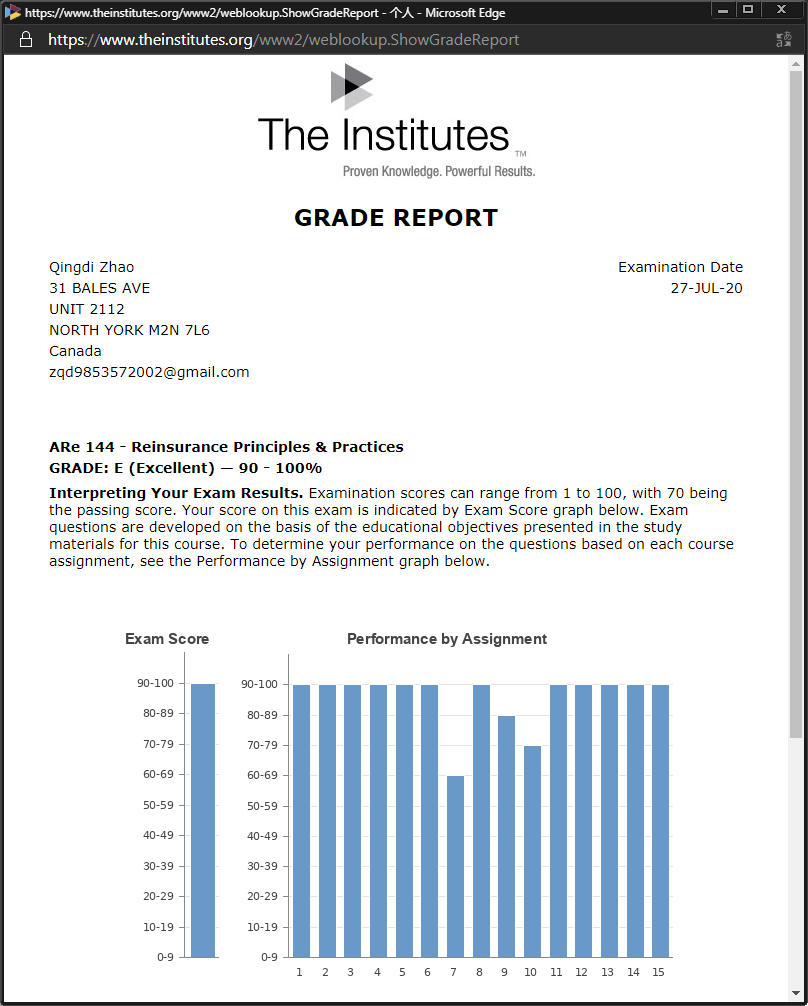 https://www.theinstitutes.org/www2/weblookup.ShowGradeReport - 个人 - Microsoft Edge
https://www.theinstitutes.org/www2/weblookup.ShowGradeReport
The Institutes™
Proven Knowledge. Powerful Results.
GRADE REPORT
Qingdi Zhao
Examination Date
31 BALES AVE
27-JUL-20
UNIT 2112
NORTH YORK M2N 7L6
Canada
zqd9853572002@gmail.com
ARe 144 - Reinsurance Principles & Practices
GRADE: E (Excellent) — 90 - 100%
Interpreting Your Exam Results. Examination scores can range from 1 to 100, with 70 being
the passing score. Your score on this exam is indicated by Exam Score graph below. Exam
questions are developed on the basis of the educational objectives presented in the study
materials for this course. To determine your performance on the questions based on each course
assignment, see the Performance by Assignment graph below.
Exam Score
90-100
80-89
70-79
60-69
50-59
40-49
30-39
20-29
10-19
0-9
Performance by Assignment
90-100
80-89
70-79
60-69
50-59
40-49
30-39
20-29
10-19
0-9
1 2 3 4 5 6 7 8 9 10 11 12 13 14 15